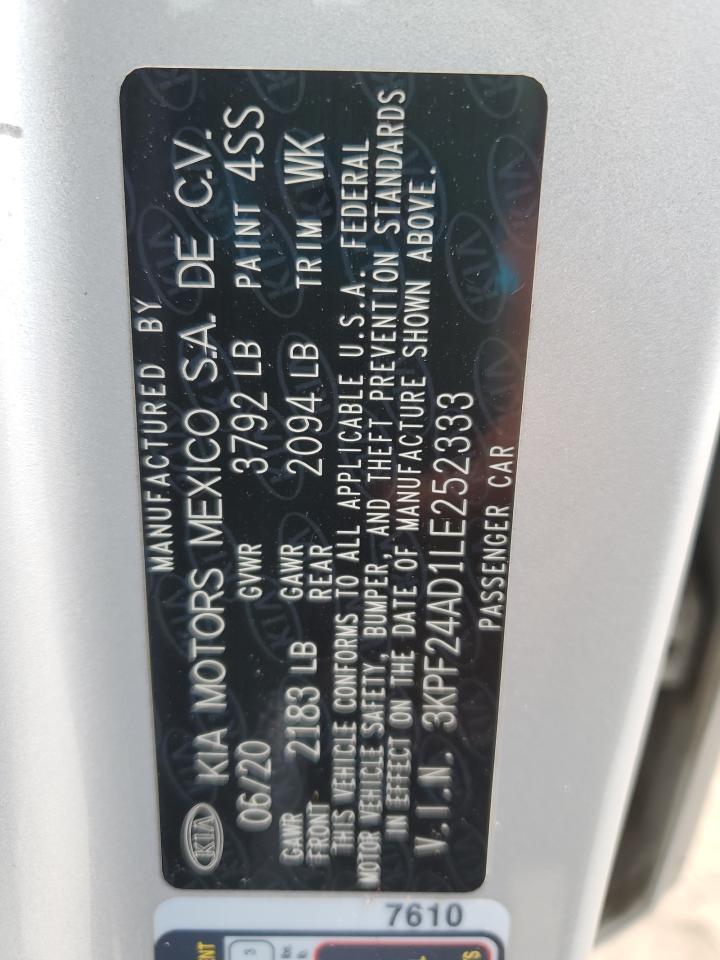 MANUFACTURED BY
KIA KIA MOTORS MEXICO S.A. DE C.V.
06/20 GVWR 3792 LB PAINT 4SS
GAWR FRONT 2183 LB GAWR REAR 2094 LB TRIM WK
THIS VEHICLE CONFORMS TO ALL APPLICABLE U.S.A. FEDERAL
MOTOR VEHICLE SAFETY, BUMPER, AND THEFT PREVENTION STANDARDS
IN EFFECT ON THE DATE OF MANUFACTURE SHOWN ABOVE.
V.I.N. 3KPF24AD1LE252333
PASSENGER CAR
7610